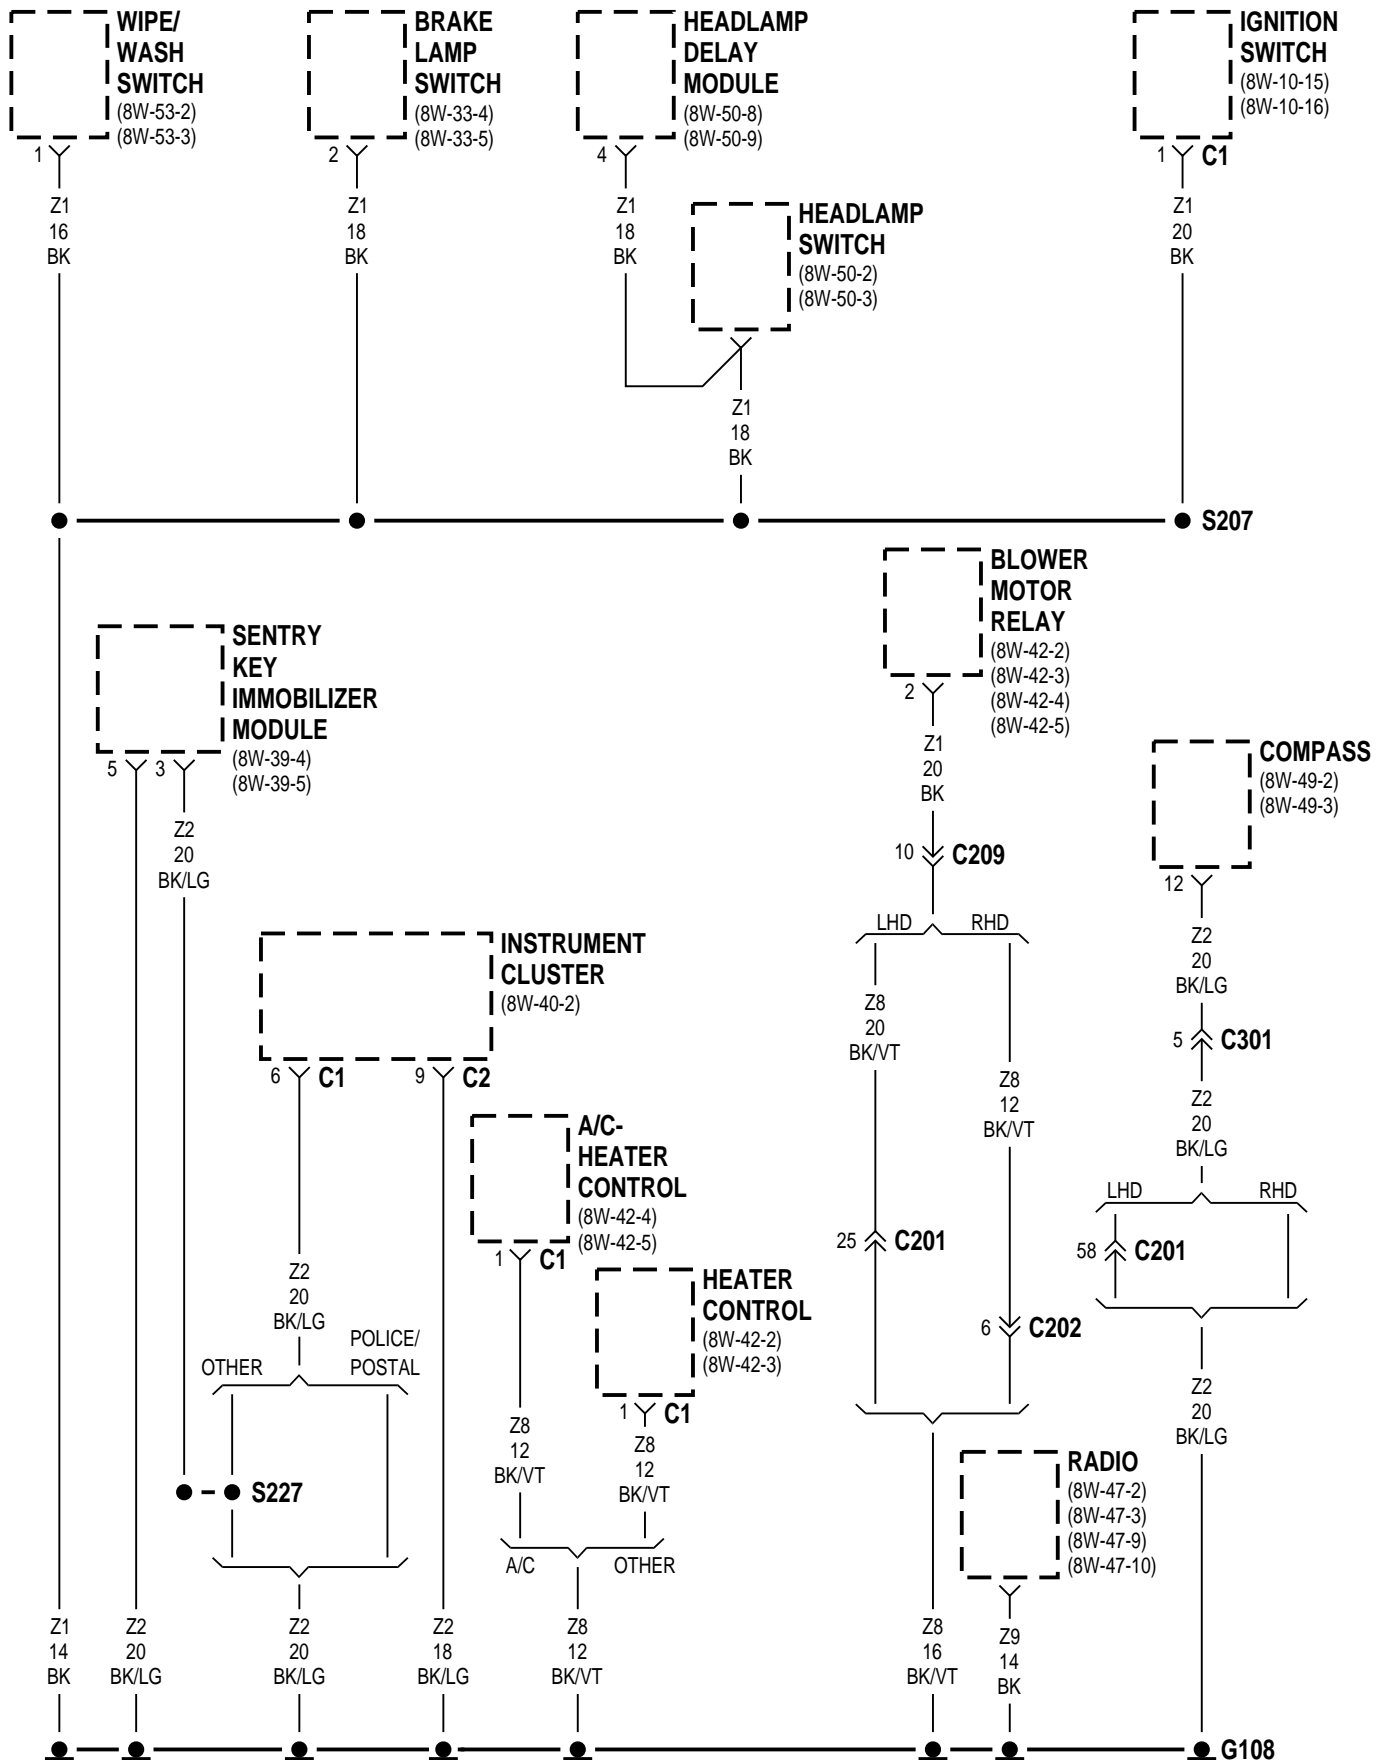 WIPE/
WASH
SWITCH
(8W-53-2)
(8W-53-3)
1
Z1
16
BK
BRAKE
LAMP
SWITCH
(8W-33-4)
(8W-33-5)
2
Z1
18
BK
HEADLAMP
DELAY
MODULE
(8W-50-8)
(8W-50-9)
4
Z1
18
BK
HEADLAMP
SWITCH
(8W-50-2)
(8W-50-3)
Z1
18
BK
IGNITION
SWITCH
(8W-10-15)
(8W-10-16)
1 C1
Z1
20
BK
S207
SENTRY
KEY
IMMOBILIZER
MODULE
(8W-39-4)
(8W-39-5)
5 3
Z2
20
BK/LG
BLOWER
MOTOR
RELAY
(8W-42-2)
(8W-42-3)
(8W-42-4)
(8W-42-5)
2
Z1
20
BK
10 C209
LHD RHD
Z8
20
BK/VT
Z8
12
BK/VT
25 C201
6 C202
COMPASS
(8W-49-2)
(8W-49-3)
12
Z2
20
BK/LG
5 C301
Z2
20
BK/LG
LHD RHD
58 C201
Z2
20
BK/LG
INSTRUMENT
CLUSTER
(8W-40-2)
6 C1
9 C2
Z2
20
BK/LG
OTHER
POLICE/
POSTAL
S227
A/C-
HEATER
CONTROL
(8W-42-4)
(8W-42-5)
1 C1
Z8
12
BK/VT
HEATER
CONTROL
(8W-42-2)
(8W-42-3)
1 C1
Z8
12
BK/VT
A/C OTHER
RADIO
(8W-47-2)
(8W-47-3)
(8W-47-9)
(8W-47-10)
Z1
14
BK
Z2
20
BK/LG
Z2
20
BK/LG
Z2
18
BK/LG
Z8
12
BK/VT
Z8
16
BK/VT
Z9
14
BK
G108